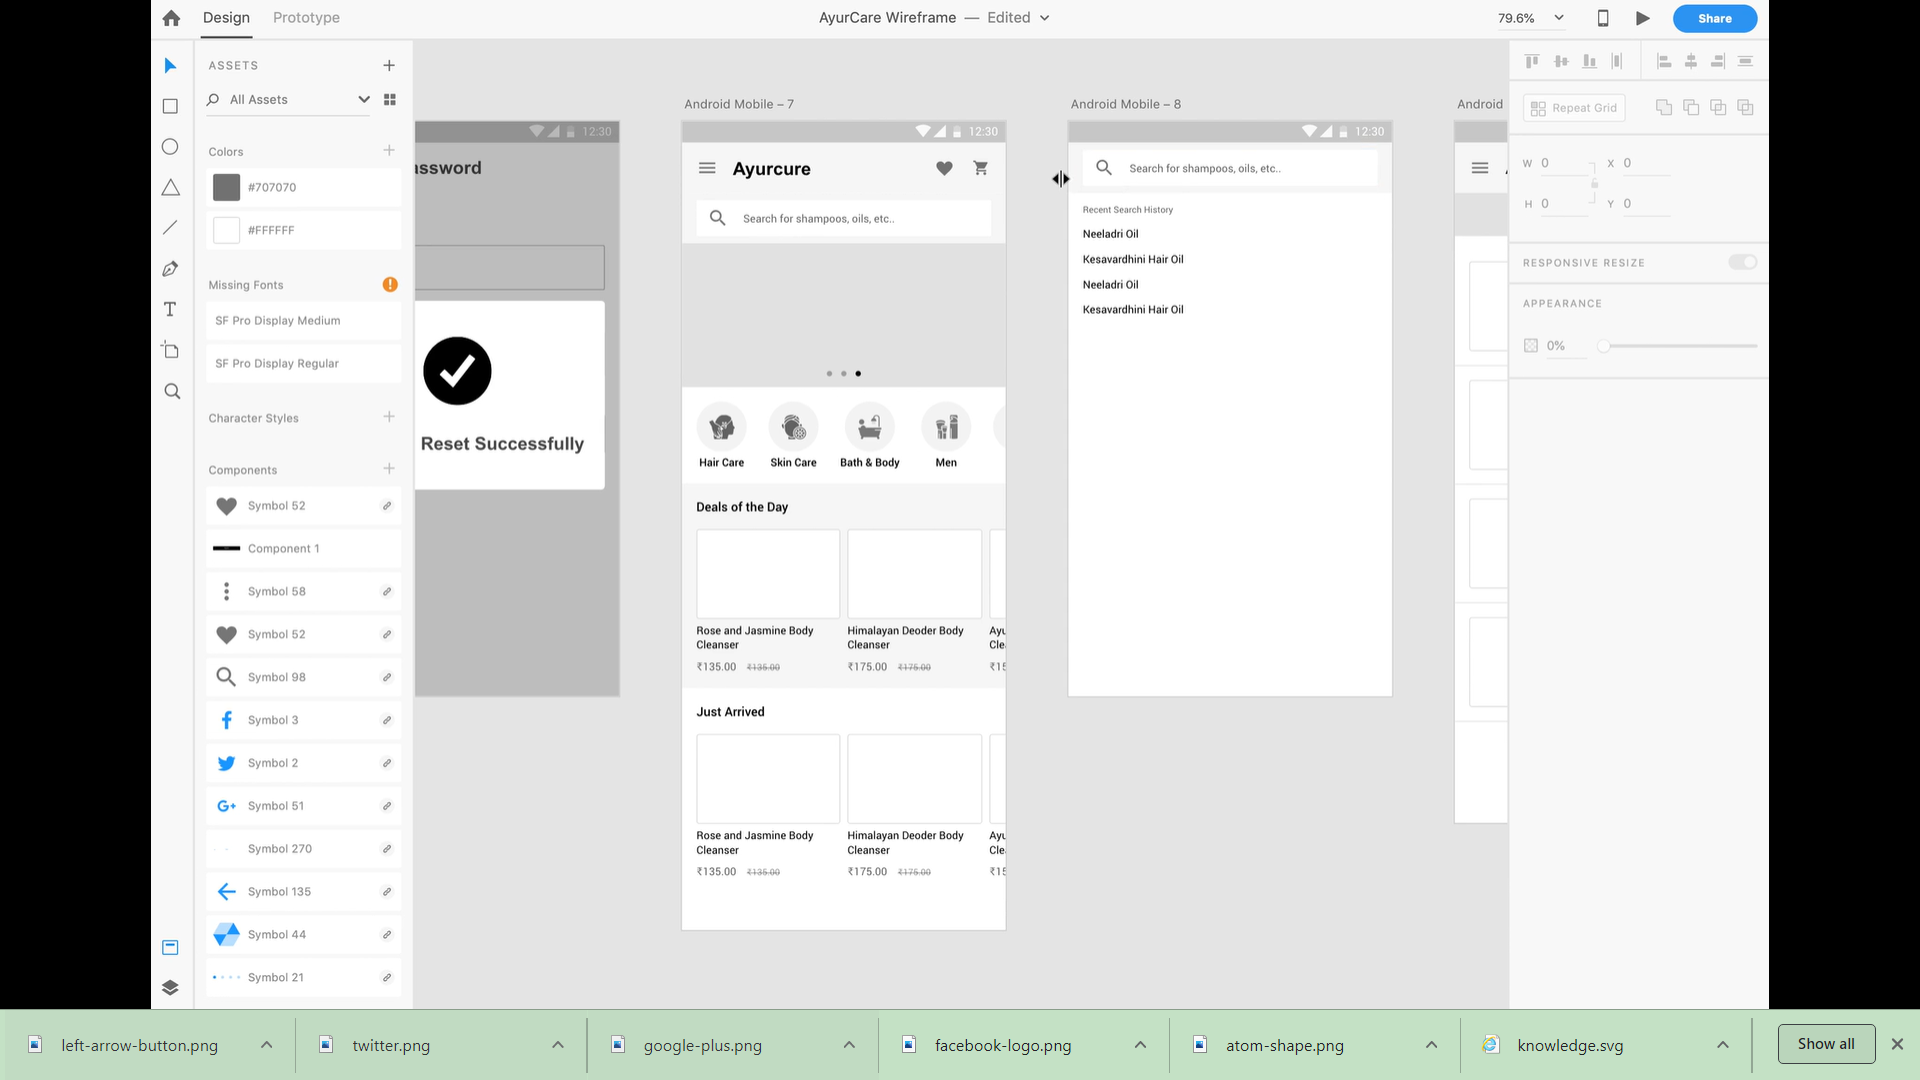 Design
Prototype
AyurCare Wireframe — Edited
79.6%
Share
ASSETS
All Assets
Colors
#707070
#FFFFFF
Missing Fonts
SF Pro Display Medium
SF Pro Display Regular
Character Styles
Components
Symbol 52
Component 1
Symbol 58
Symbol 52
Symbol 98
Symbol 3
Symbol 2
Symbol 51
Symbol 270
Symbol 135
Symbol 44
Symbol 21
12:30
assword
Reset Successfully
Android Mobile – 7
12:30
Ayurcure
Search for shampoos, oils, etc..
Hair Care
Skin Care
Bath & Body
Men
Deals of the Day
Rose and Jasmine Body
Cleanser
₹135.00 ₹135.00
Himalayan Deoder Body
Cleanser
₹175.00 ₹175.00
Ayu
Cle
₹15
Just Arrived
Rose and Jasmine Body
Cleanser
₹135.00 ₹135.00
Himalayan Deoder Body
Cleanser
₹175.00 ₹175.00
Ayu
Cle
₹15
Android Mobile – 8
12:30
Search for shampoos, oils, etc..
Recent Search History
Neeladri Oil
Kesavardhini Hair Oil
Neeladri Oil
Kesavardhini Hair Oil
Android
Repeat Grid
W 0
X 0
H 0
Y 0
RESPONSIVE RESIZE
APPEARANCE
0%
left-arrow-button.png
twitter.png
google-plus.png
facebook-logo.png
atom-shape.png
knowledge.svg
Show all